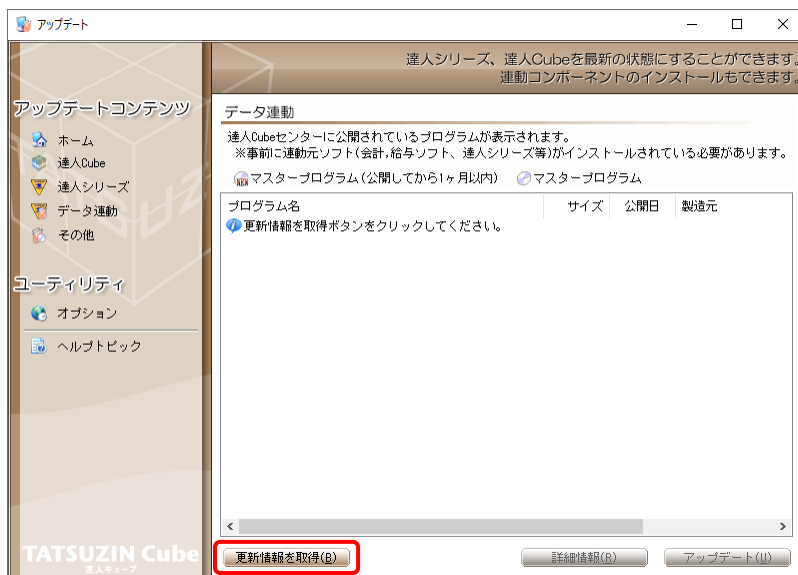 アップデート
達人シリーズ、達人Cubeを最新の状態にすることができます。
連動コンポーネントのインストールもできます。
アップデートコンテンツ
ホーム
達人Cube
達人シリーズ
データ連動
その他
ユーティリティ
オプション
ヘルプトピック
TATSUZIN Cube
達人キューブ
データ連動
達人Cubeセンターに公開されているプログラムが表示されます。
※事前に連動元ソフト(会計,給与ソフト、達人シリーズ等)がインストールされている必要があります。
NEW マスタープログラム(公開してから1ヶ月以内) マスタープログラム
プログラム名 サイズ 公開日 製造元
更新情報を取得ボタンをクリックしてください。
更新情報を取得(B) 詳細情報(R) アップデート(U)